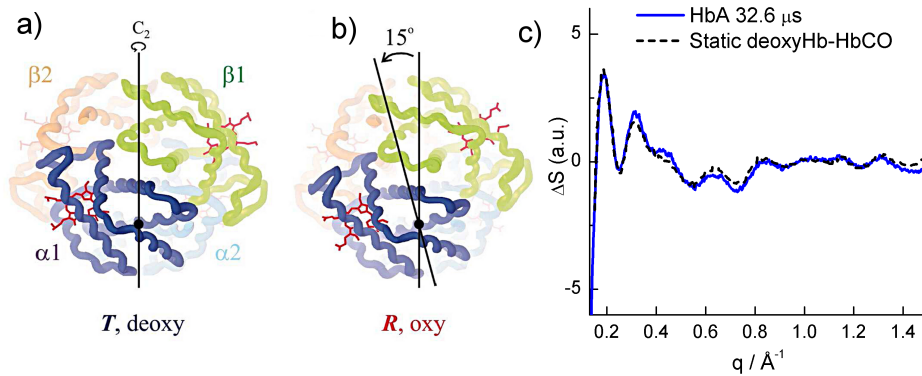 a)
C₂
β2
β1
α1
α2
T, deoxy
b)
15°
R, oxy
c)
HbA 32.6 μs
Static deoxyHb-HbCO
ΔS (a.u.)
5
0
-5
0.2 0.4 0.6 0.8 1.0 1.2 1.4
q / Å⁻¹